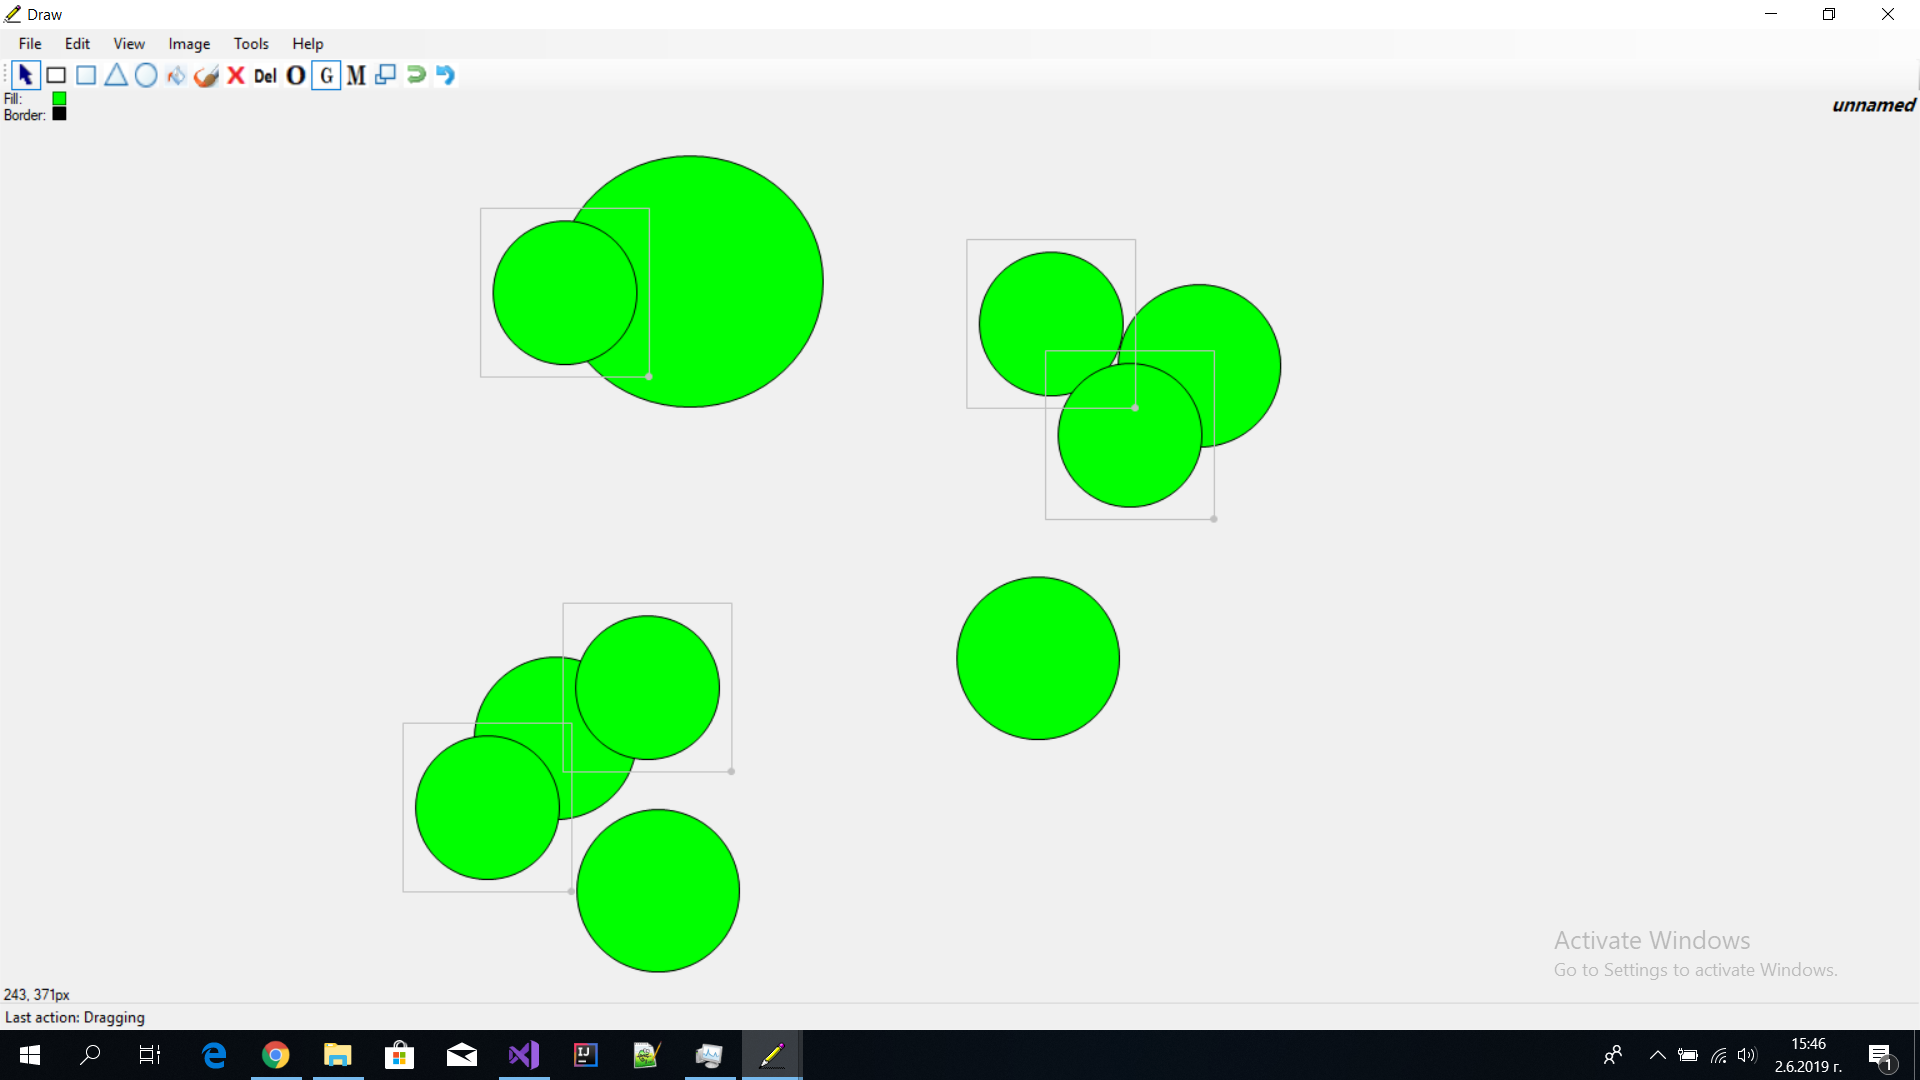 Draw
File Edit View Image Tools Help
Del O G M
Fill:
Border:
unnamed
Activate Windows
Go to Settings to activate Windows.
243, 371px
Last action: Dragging
15:46
2.6.2019 г.
1